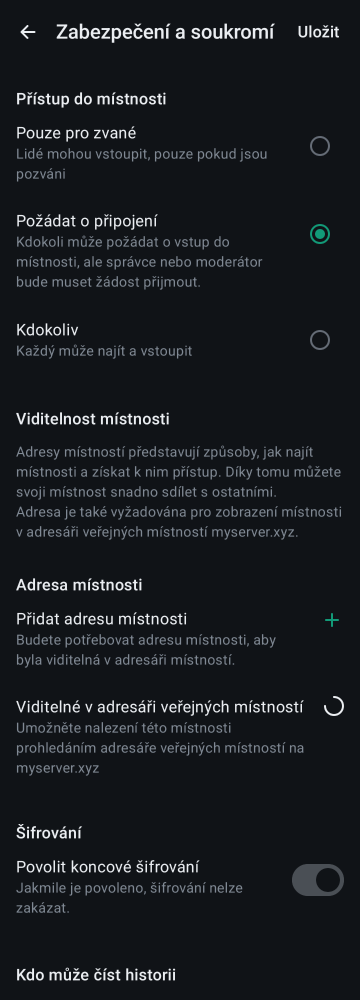 Zabezpečení a soukromí
Uložit
Přístup do místnosti
Pouze pro zvané
Lidé mohou vstoupit, pouze pokud jsou
pozváni
Požádat o připojení
Kdokoli může požádat o vstup do
místnosti, ale správce nebo moderátor
bude muset žádost přijmout.
Kdokoliv
Každý může najít a vstoupit
Viditelnost místnosti
Adresy místností představují způsoby, jak najít
místnosti a získat k nim přístup. Díky tomu můžete
svoji místnost snadno sdílet s ostatními.
Adresa je také vyžadována pro zobrazení místnosti
v adresáři veřejných místností myserver.xyz.
Adresa místnosti
Přidat adresu místnosti
Budete potřebovat adresu místnosti, aby
byla viditelná v adresáři místností.
Viditelné v adresáři veřejných místností
Umožněte nalezení této místnosti
prohledáním adresáře veřejných místností na
myserver.xyz
Šifrování
Povolit koncové šifrování
Jakmile je povoleno, šifrování nelze
zakázat.
Kdo může číst historii